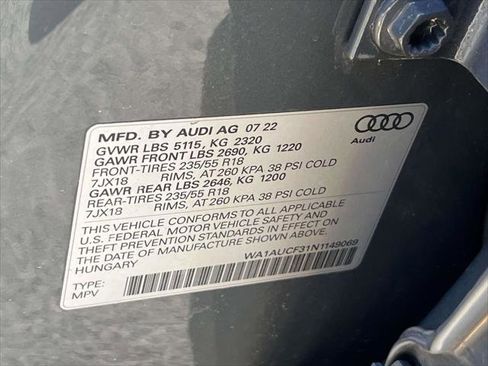 MFD. BY AUDI AG 07 22
GVWR LBS 5115, KG 2320
GAWR FRONT LBS 2690, KG 1220
FRONT-TIRES 235/55 R18
7JX18 RIMS, AT 260 KPA 38 PSI COLD
GAWR REAR LBS 2646, KG 1200
REAR-TIRES 235/55 R18
7JX18 RIMS, AT 260 KPA 38 PSI COLD
THIS VEHICLE CONFORMS TO ALL APPLICABLE
U.S. FEDERAL MOTOR VEHICLE SAFETY AND
THEFT PREVENTION STANDARDS IN EFFECT ON
THE DATE OF MANUFACTURE SHOWN ABOVE.
HUNGARY
WA1AUCF31N1149069
TYPE:
MPV
Audi